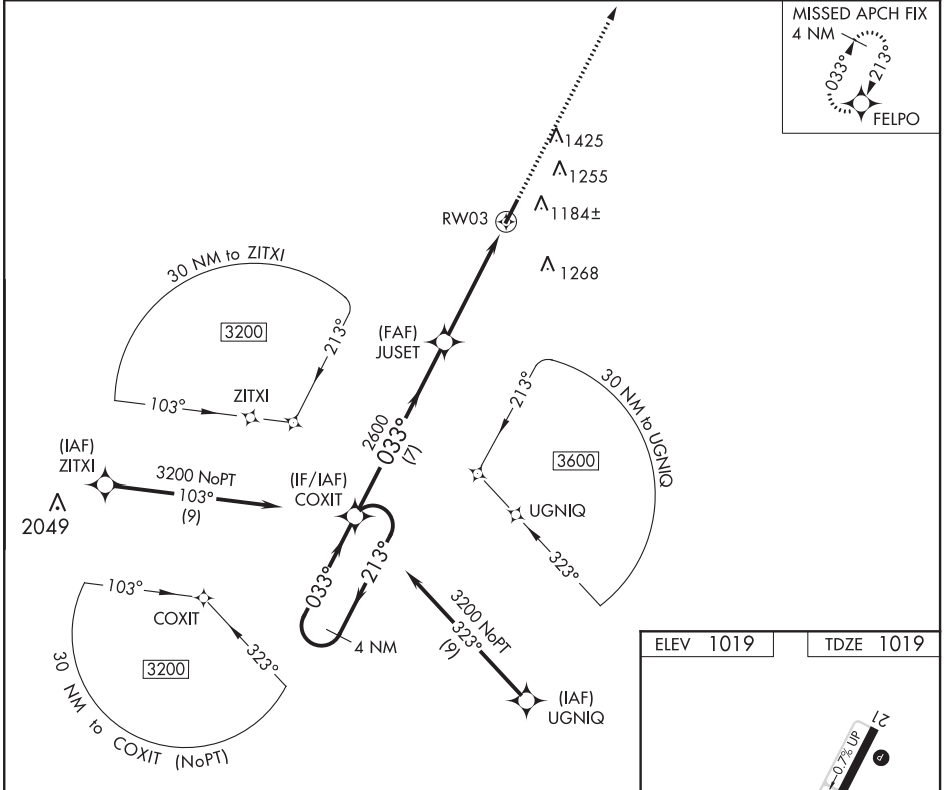 MISSED APCH FIX
4 NM
033°
213°
FELPO
1425
1255
1184±
1268
RW03
30 NM to ZITXI
3200
213°
103°
ZITXI
(FAF)
JUSET
2600
033°
(7)
213°
30 NM to UGNIQ
3600
UGNIQ
323°
(IAF)
ZITXI
3200 NoPT
103°
(9)
2049
(IF/IAF)
COXIT
033°
213°
4 NM
103°
COXIT
323°
3200
30 NM to COXIT (NoPT)
3200 NoPT
323°
(9)
(IAF)
UGNIQ
ELEV 1019
TDZE 1019
21
0.7% UP
P